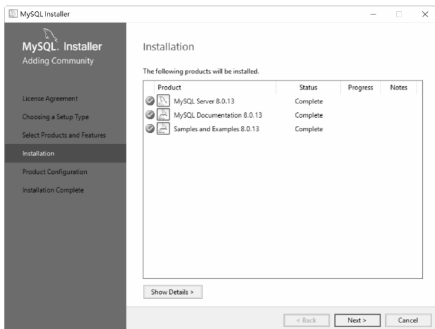 MySQL Installer
MySQL. Installer
Adding Community
License Agreement
Choosing a Setup Type
Select Products and Features
Installation
Product Configuration
Installation Complete
Installation
The following products will be installed.
Product Status Progress Notes
MySQL Server 8.0.13 Complete
MySQL Documentation 8.0.13 Complete
Samples and Examples 8.0.13 Complete
Show Details >
< Back Next > Cancel